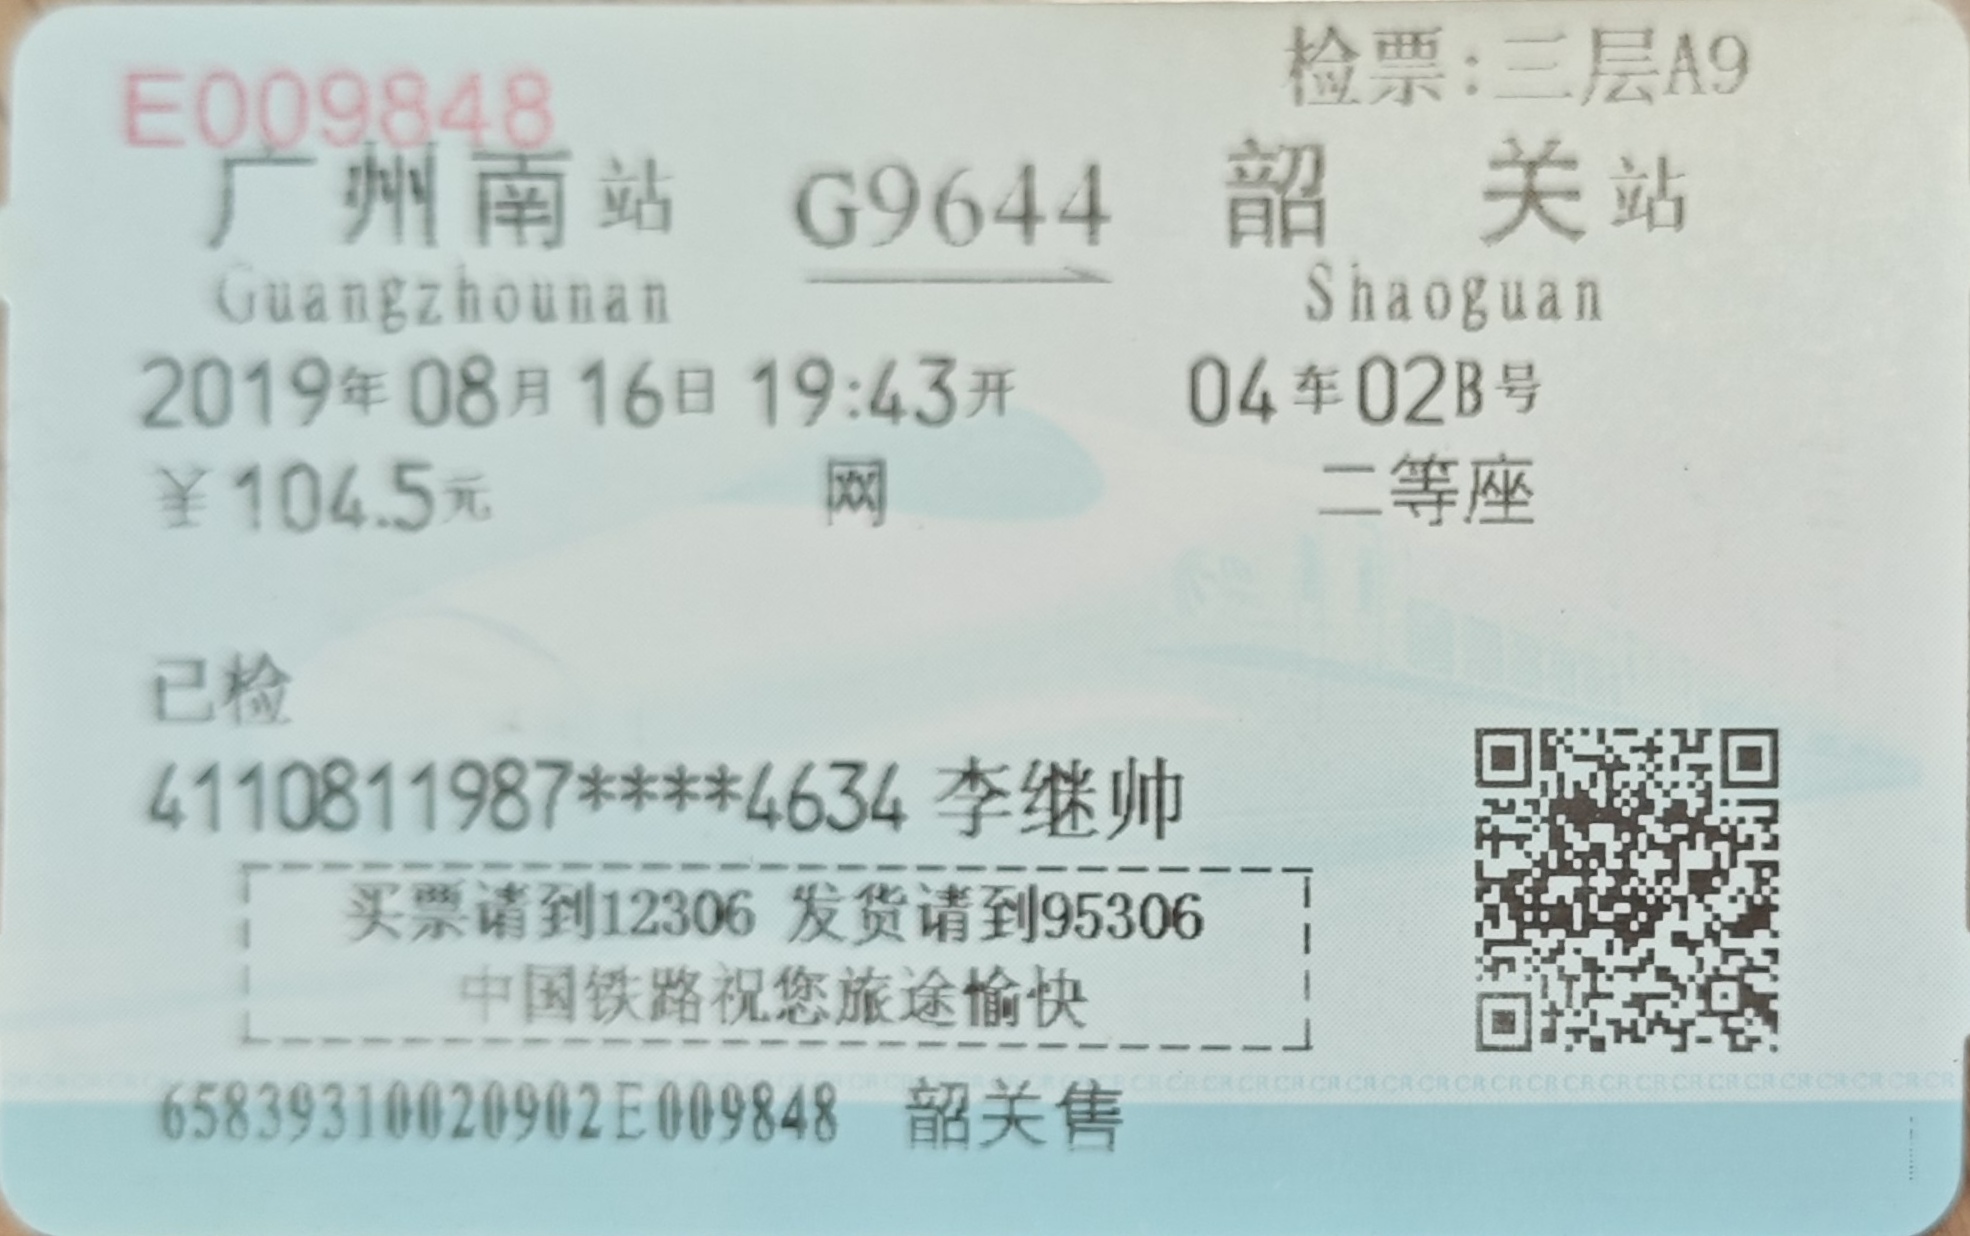 检票:三层A9
E009848
广州南站 G9644 韶关站
Guangzhounan Shaoguan
2019年08月16日 19:43开 04车02B号
¥104.5元 网 二等座
已检
4110811987****4634 李继帅
买票请到12306 发货请到95306
中国铁路祝您旅途愉快
65839310020902E009848 韶关售